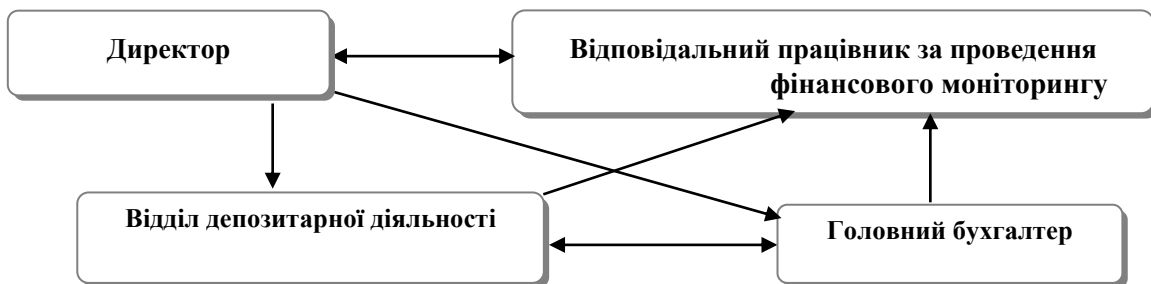 Директор
Відповідальний працівник за проведення
фінансового моніторингу
Відділ депозитарної діяльності
Головний бухгалтер